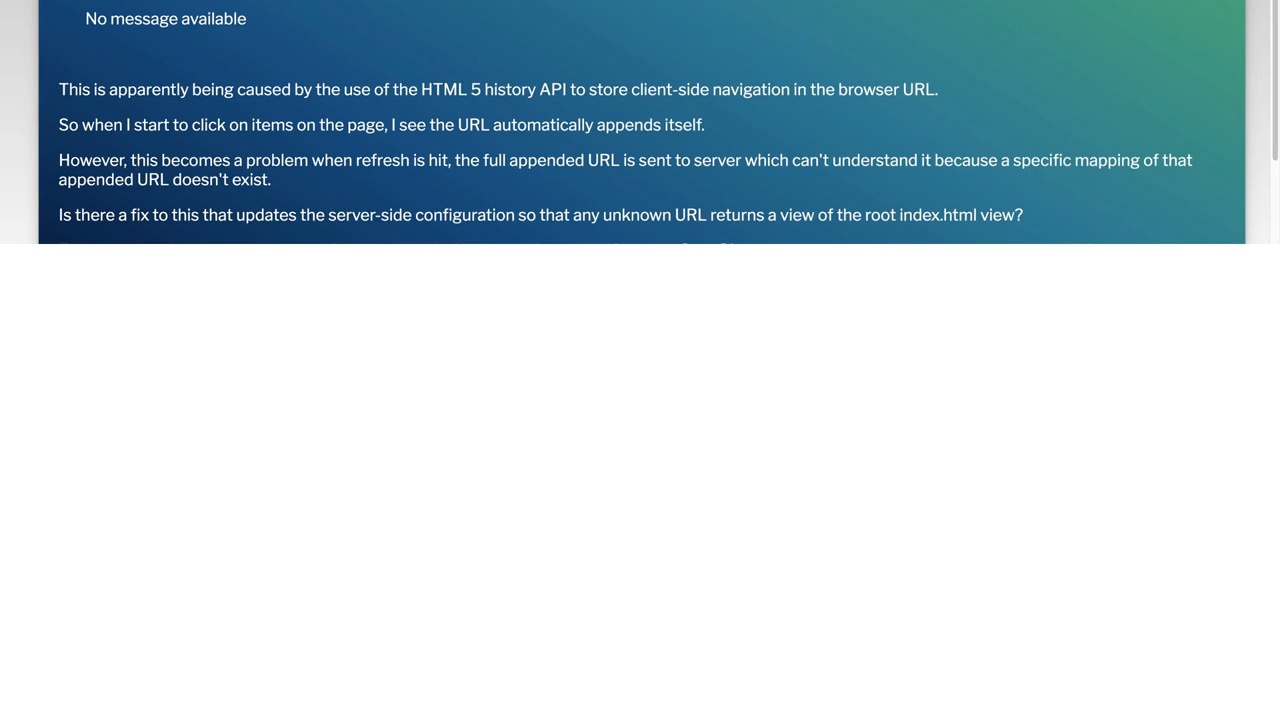 No message available
This is apparently being caused by the use of the HTML 5 history API to store client-side navigation in the browser URL.
So when I start to click on items on the page, I see the URL automatically appends itself.
However, this becomes a problem when refresh is hit, the full appended URL is sent to server which can't understand it because a specific mapping of that
appended URL doesn't exist.
Is there a fix to this that updates the server-side configuration so that any unknown URL returns a view of the root index.html view?